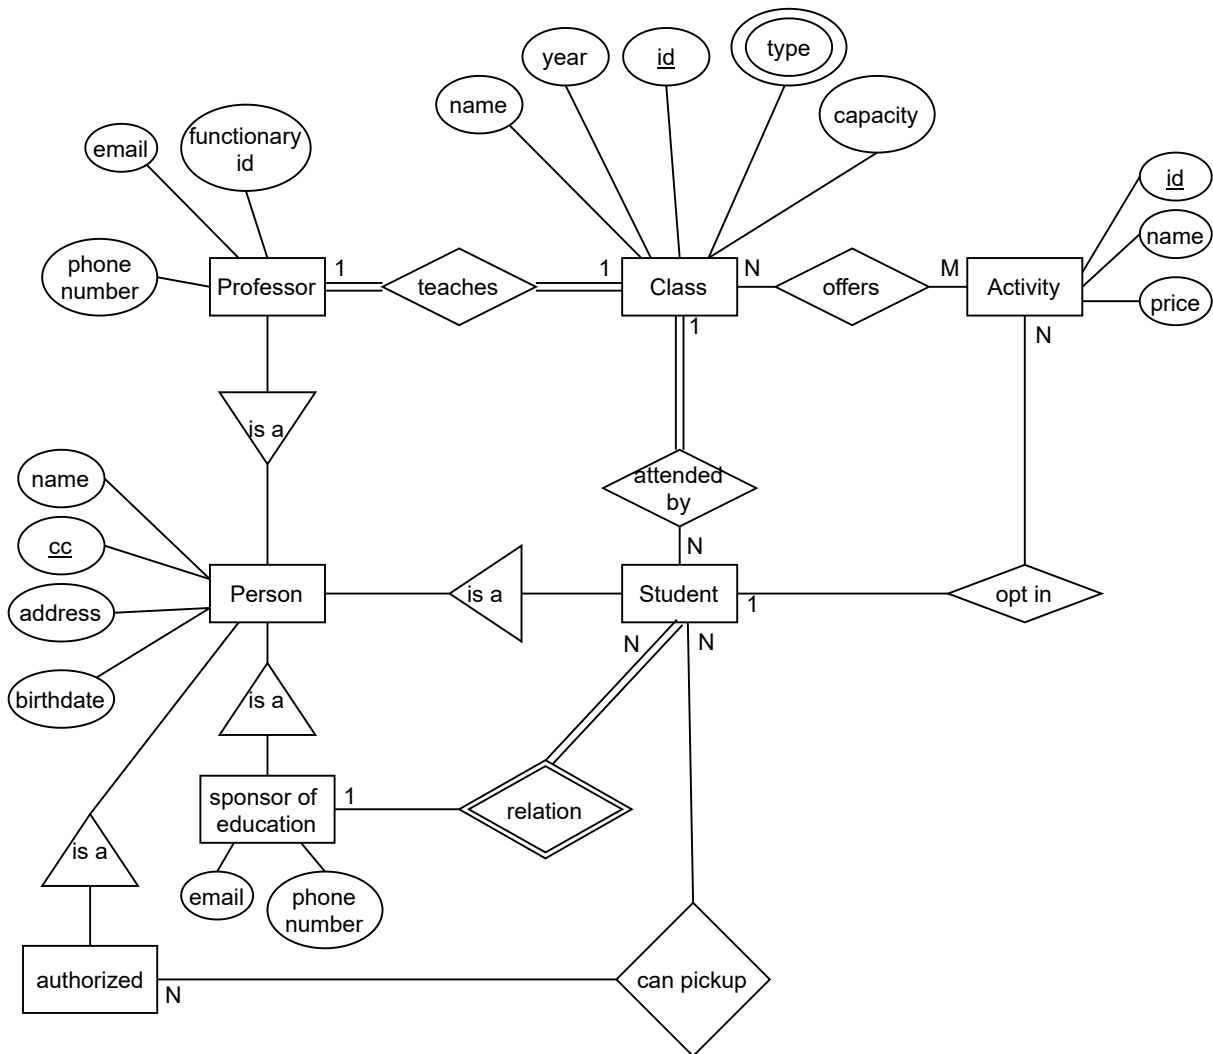 type
year
id
name
capacity
functionary
id
email
id
name
phone
number
1
1
N
M
Professor
teaches
Class
offers
Activity
price
1
N
is a
name
attended
by
cc
N
Person
is a
Student
opt in
1
address
N
N
is a
birthdate
sponsor of
education
1
relation
is a
email
phone
number
authorized
can pickup
N